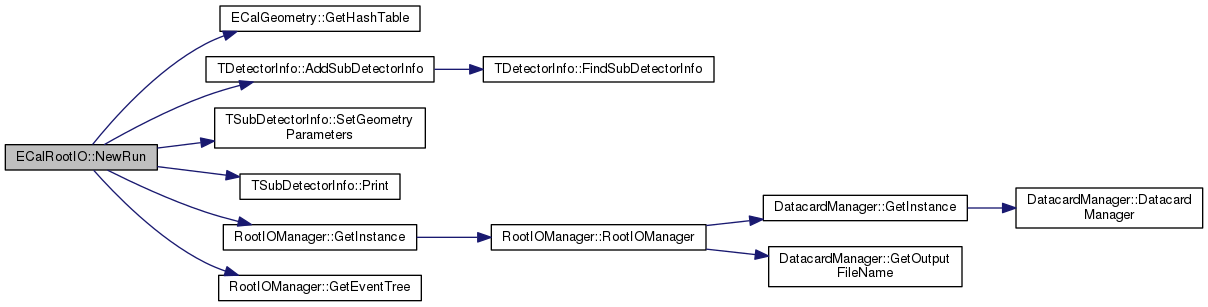 ECalGeometry::GetHashTable
TDetectorInfo::AddSubDetectorInfo
TDetectorInfo::FindSubDetectorInfo
TSubDetectorInfo::SetGeometry
Parameters
ECalRootIO::NewRun
TSubDetectorInfo::Print
RootIOManager::GetInstance
RootIOManager::RootIOManager
DatacardManager::GetInstance
DatacardManager::Datacard
Manager
DatacardManager::GetOutput
FileName
RootIOManager::GetEventTree